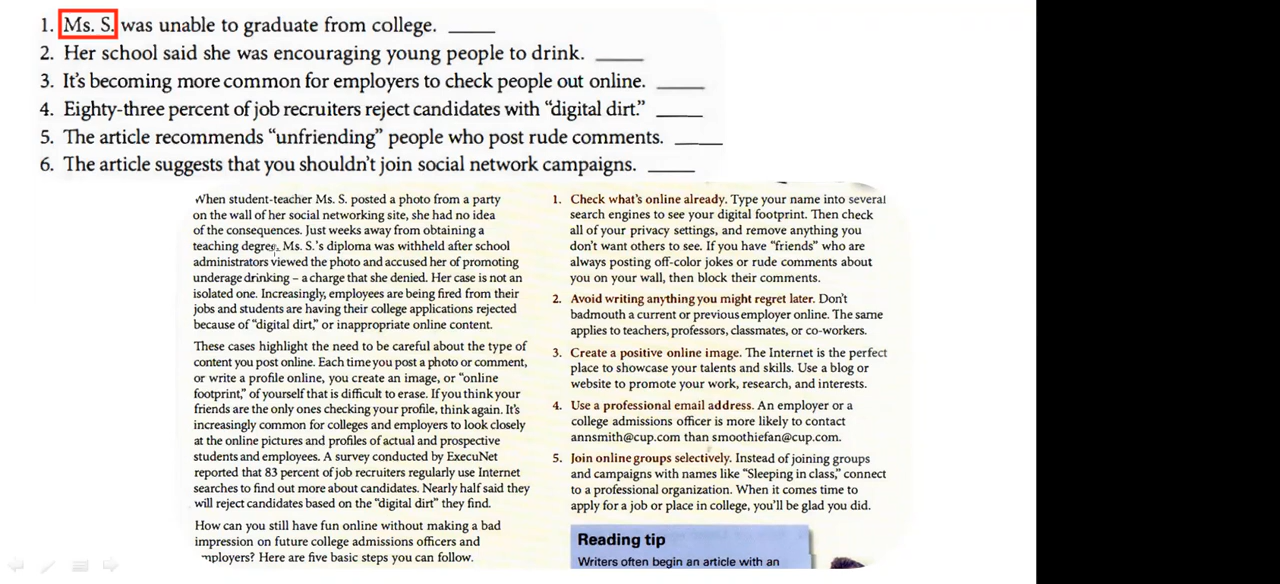 1. Ms. S. was unable to graduate from college. _____
2. Her school said she was encouraging young people to drink. _____
3. It's becoming more common for employers to check people out online. _____
4. Eighty-three percent of job recruiters reject candidates with "digital dirt." _____
5. The article recommends "unfriending" people who post rude comments. _____
6. The article suggests that you shouldn't join social network campaigns. _____
When student-teacher Ms. S. posted a photo from a party
on the wall of her social networking site, she had no idea
of the consequences. Just weeks away from obtaining a
teaching degree, Ms. S.'s diploma was withheld after school
administrators viewed the photo and accused her of promoting
underage drinking – a charge that she denied. Her case is not an
isolated one. Increasingly, employees are being fired from their
jobs and students are having their college applications rejected
because of "digital dirt," or inappropriate online content.
These cases highlight the need to be careful about the type of
content you post online. Each time you post a photo or comment,
or write a profile online, you create an image, or "online
footprint," of yourself that is difficult to erase. If you think your
friends are the only ones checking your profile, think again. It's
increasingly common for colleges and employers to look closely
at the online pictures and profiles of actual and prospective
students and employees. A survey conducted by ExecuNet
reported that 83 percent of job recruiters regularly use Internet
searches to find out more about candidates. Nearly half said they
will reject candidates based on the "digital dirt" they find.
How can you still have fun online without making a bad
impression on future college admissions officers and
mployers? Here are five basic steps you can follow.
1. Check what's online already. Type your name into several
search engines to see your digital footprint. Then check
all of your privacy settings, and remove anything you
don't want others to see. If you have "friends" who are
always posting off-color jokes or rude comments about
you on your wall, then block their comments.
2. Avoid writing anything you might regret later. Don't
badmouth a current or previous employer online. The same
applies to teachers, professors, classmates, or co-workers.
3. Create a positive online image. The Internet is the perfect
place to showcase your talents and skills. Use a blog or
website to promote your work, research, and interests.
4. Use a professional email address. An employer or a
college admissions officer is more likely to contact
annsmith@cup.com than smoothiefan@cup.com.
5. Join online groups selectively. Instead of joining groups
and campaigns with names like "Sleeping in class," connect
to a professional organization. When it comes time to
apply for a job or place in college, you'll be glad you did.
Reading tip
Writers often begin an article with an